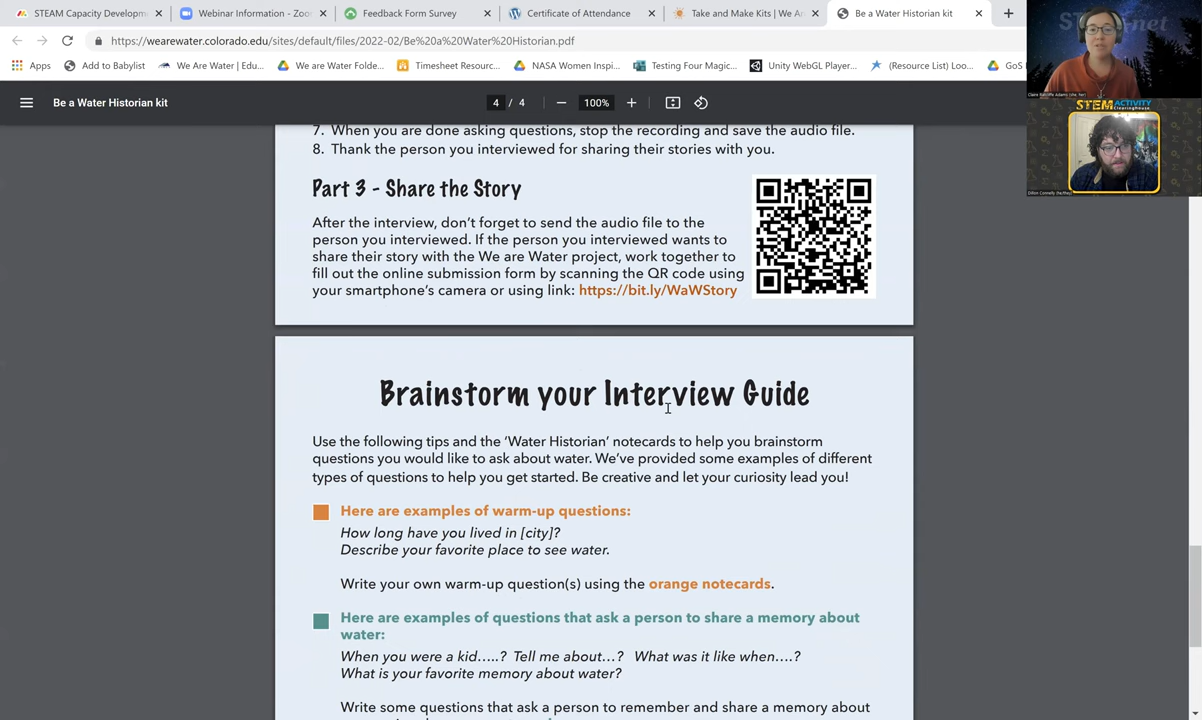 STEAM Capacity Developm
Webinar Information - Zoo
Feedback Form Survey
Certificate of Attendance
Take and Make Kits | We Ar
Be a Water Historian kit
https://wearewater.colorado.edu/sites/default/files/2022-02/Be%20a%20Water%20Historian.pdf
Apps
Add to Babylist
We Are Water | Edu...
We are Water Folde...
Timesheet Resourc...
NASA Women Inspi...
Testing Four Magic...
Unity WebGL Player...
(Resource List) Loo...
GoS
Be a Water Historian kit
4 / 4
100%
STEM
ACTIVITY
CLEARINGHOUSE
7. When you are done asking questions, stop the recording and save the audio file.
8. Thank the person you interviewed for sharing their stories with you.
Part 3 - Share the Story
After the interview, don't forget to send the audio file to the
person you interviewed. If the person you interviewed wants to
share their story with the We are Water project, work together to
fill out the online submission form by scanning the QR code using
your smartphone's camera or using link: https://bit.ly/WaWStory
Brainstorm your Interview Guide
Use the following tips and the 'Water Historian' notecards to help you brainstorm
questions you would like to ask about water. We've provided some examples of different
types of questions to help you get started. Be creative and let your curiosity lead you!
Here are examples of warm-up questions:
How long have you lived in [city]?
Describe your favorite place to see water.
Write your own warm-up question(s) using the orange notecards.
Here are examples of questions that ask a person to share a memory about
water:
When you were a kid…..? Tell me about…? What was it like when….?
What is your favorite memory about water?
Write some questions that ask a person to remember and share a memory about